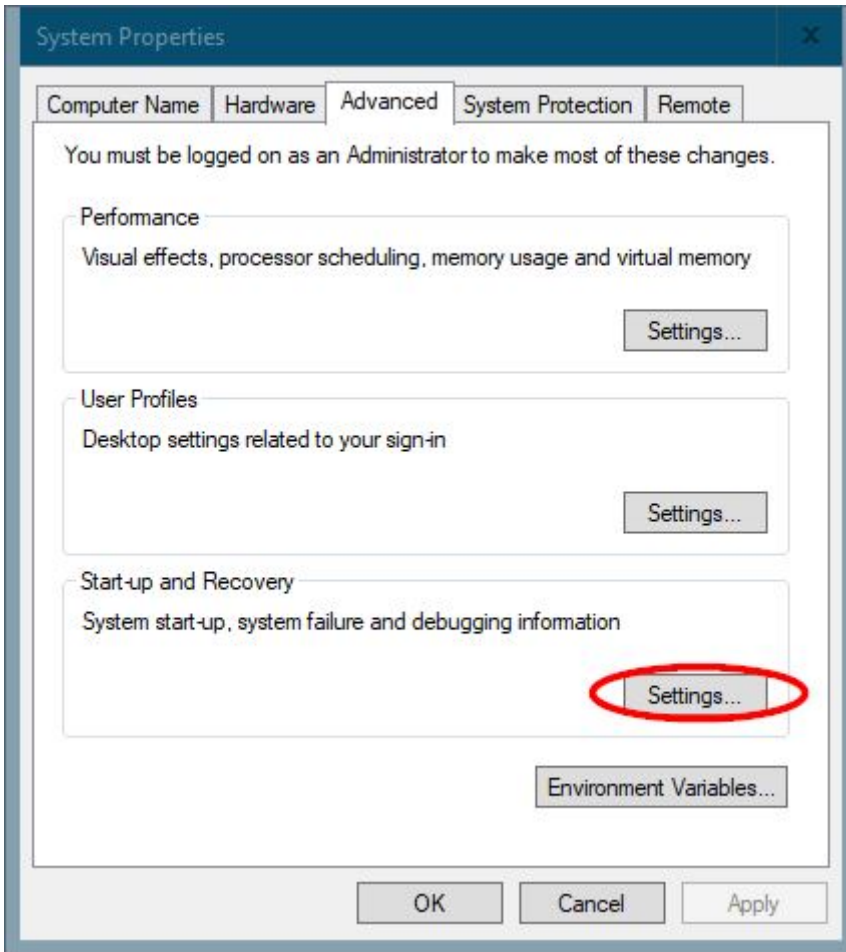 System Properties
Computer Name Hardware Advanced System Protection Remote
You must be logged on as an Administrator to make most of these changes.
Performance
Visual effects, processor scheduling, memory usage and virtual memory
Settings...
User Profiles
Desktop settings related to your sign-in
Settings...
Start-up and Recovery
System start-up, system failure and debugging information
Settings...
Environment Variables...
OK Cancel Apply